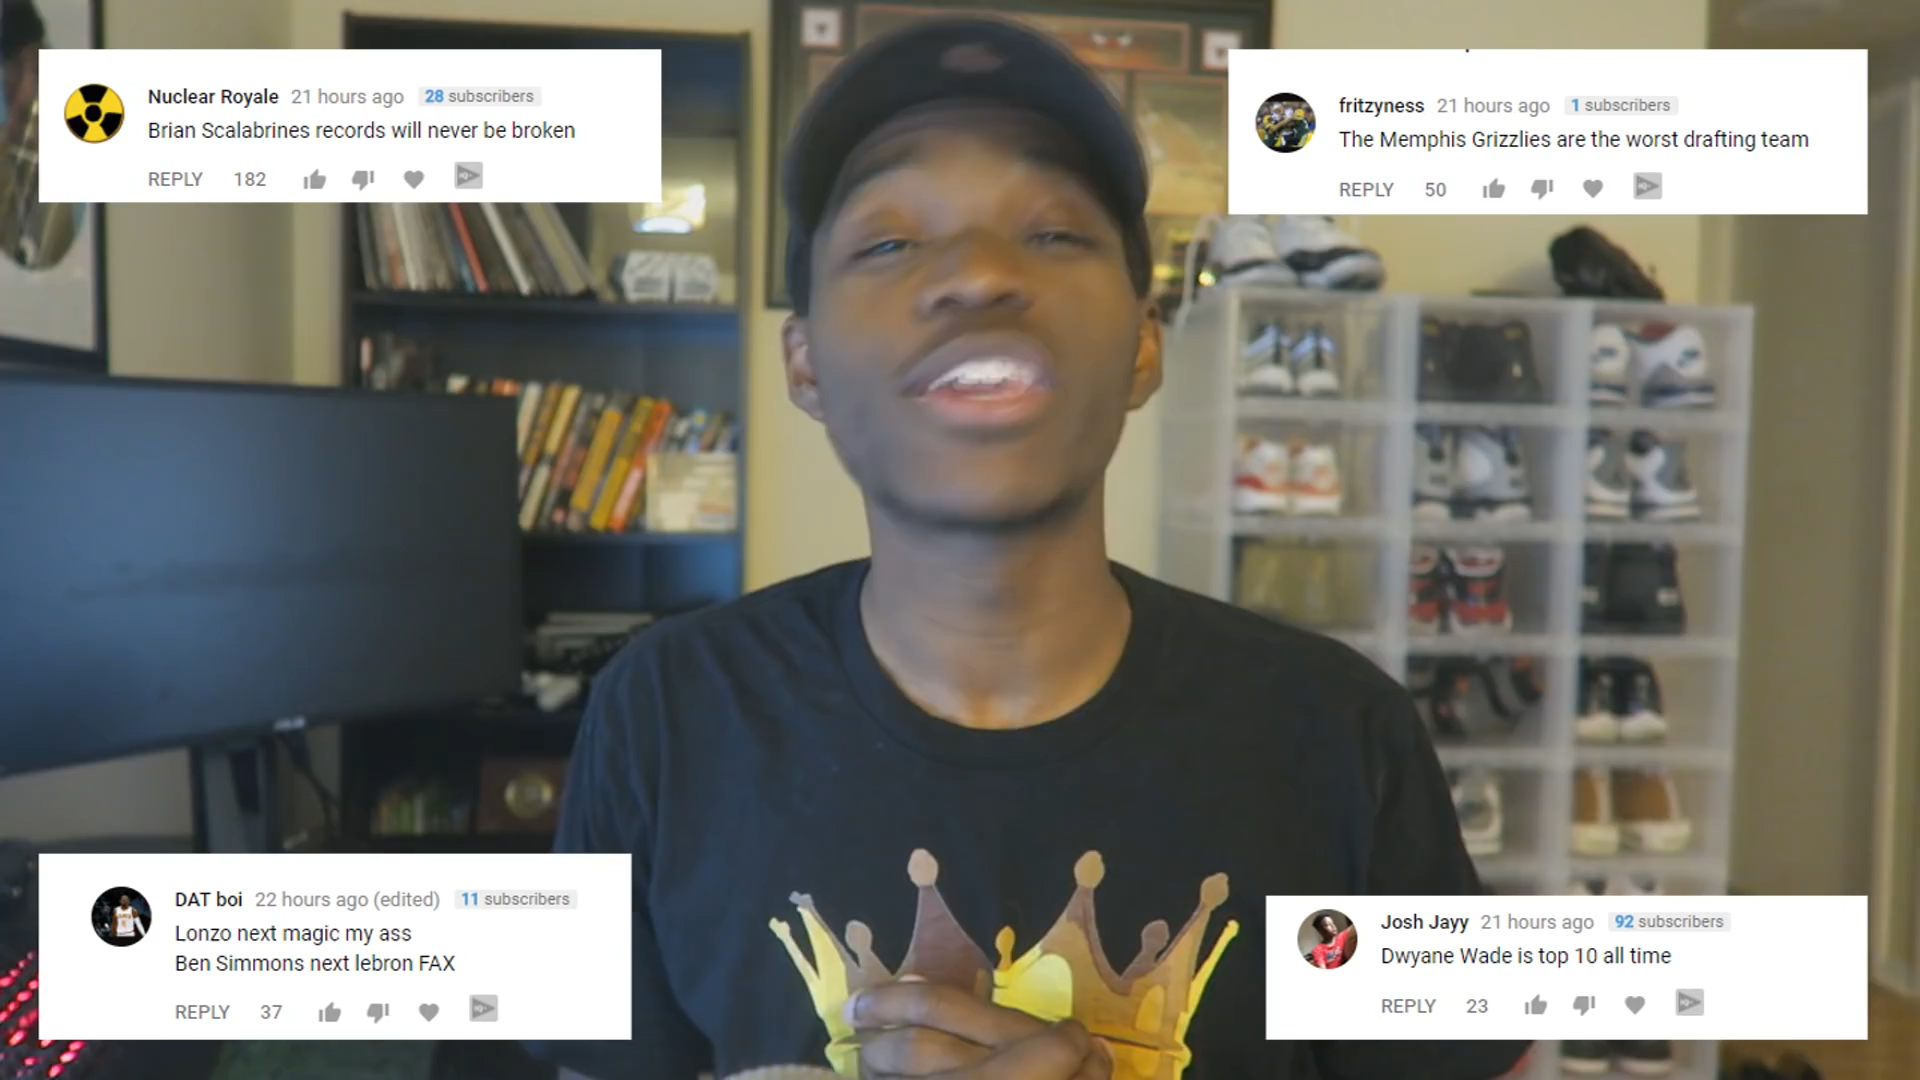 Nuclear Royale 21 hours ago 28 subscribers
Brian Scalabrines records will never be broken
REPLY 182
fritzyness 21 hours ago 1 subscribers
The Memphis Grizzlies are the worst drafting team
REPLY 50
DAT boi 22 hours ago (edited) 11 subscribers
Lonzo next magic my ass
Ben Simmons next lebron FAX
REPLY 37
Josh Jayy 21 hours ago 92 subscribers
Dwyane Wade is top 10 all time
REPLY 23